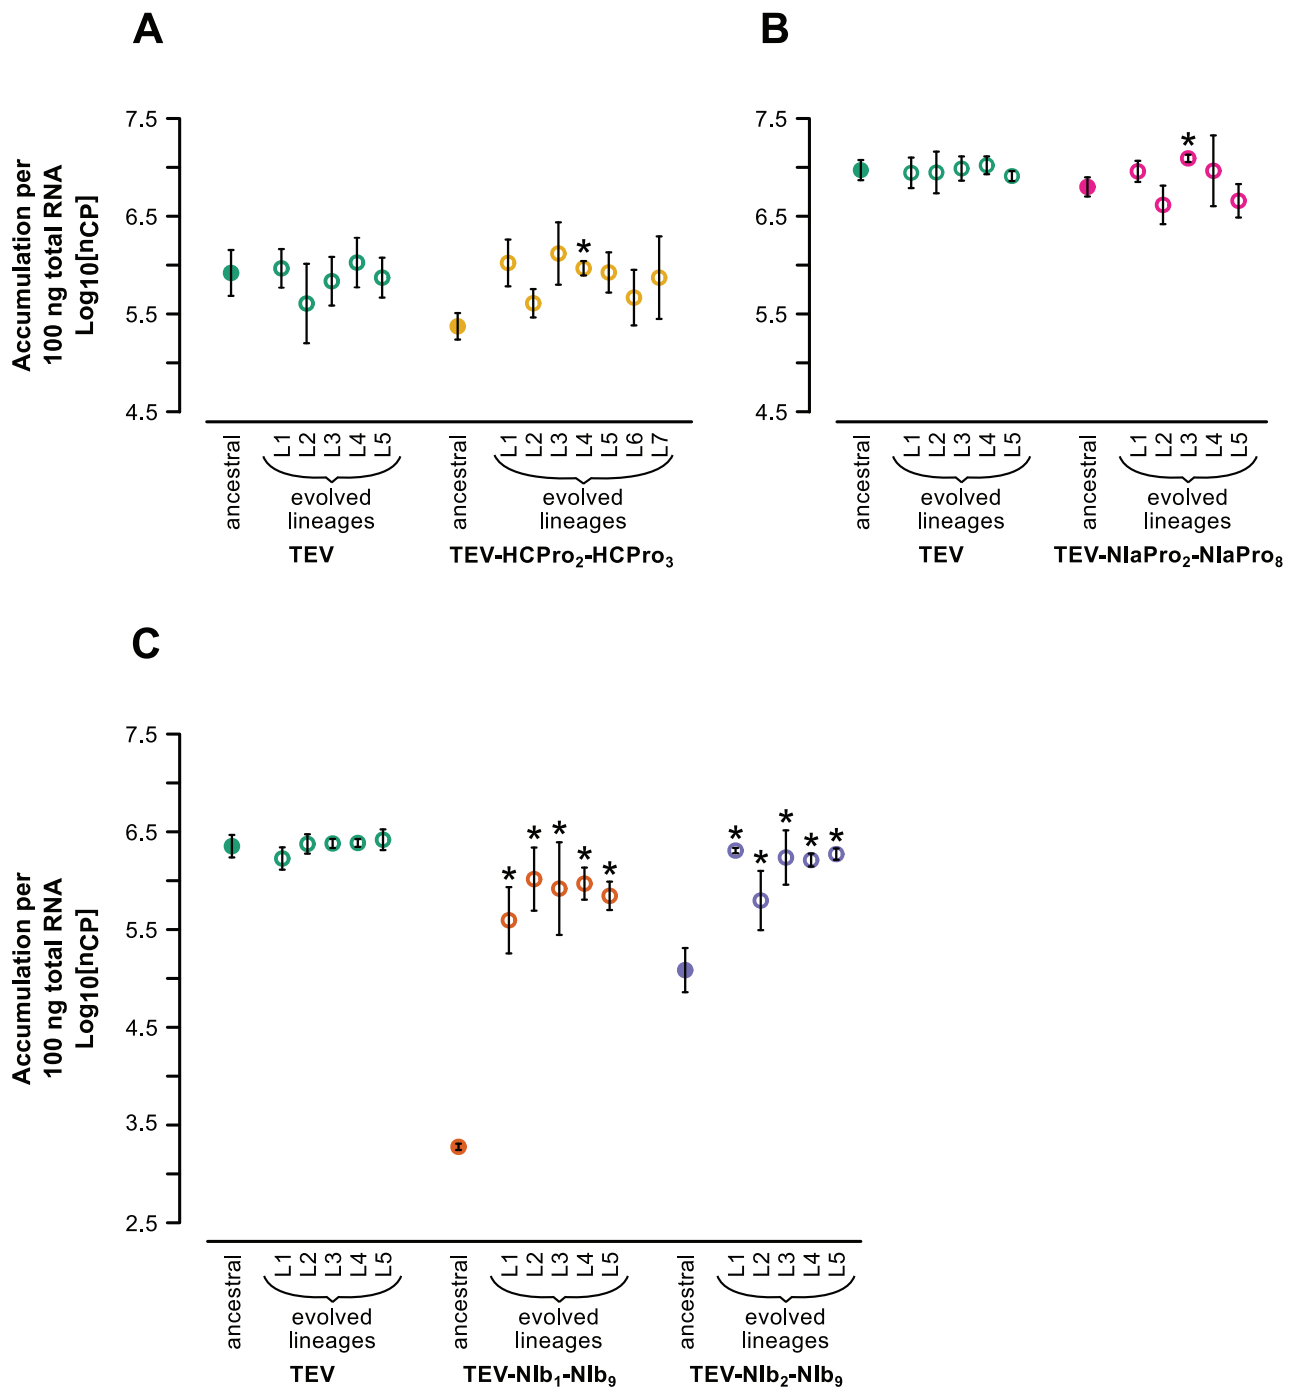 A
Accumulation per
100 ng total RNA
Log10[nCP]
7.5
6.5
5.5
4.5
*
ancestral
L1
L2
L3
L4
L5
evolved
lineages
TEV
ancestral
L1
L2
L3
L4
L5
L6
L7
evolved
lineages
TEV-HCPro2-HCPro3
B
7.5
6.5
5.5
4.5
*
ancestral
L1
L2
L3
L4
L5
evolved
lineages
TEV
ancestral
L1
L2
L3
L4
L5
evolved
lineages
TEV-NIaPro2-NIaPro8
C
Accumulation per
100 ng total RNA
Log10[nCP]
7.5
6.5
5.5
4.5
3.5
2.5
* * * * *
* * * * *
ancestral
L1
L2
L3
L4
L5
evolved
lineages
TEV
ancestral
L1
L2
L3
L4
L5
evolved
lineages
TEV-NIb1-NIb9
ancestral
L1
L2
L3
L4
L5
evolved
lineages
TEV-NIb2-NIb9